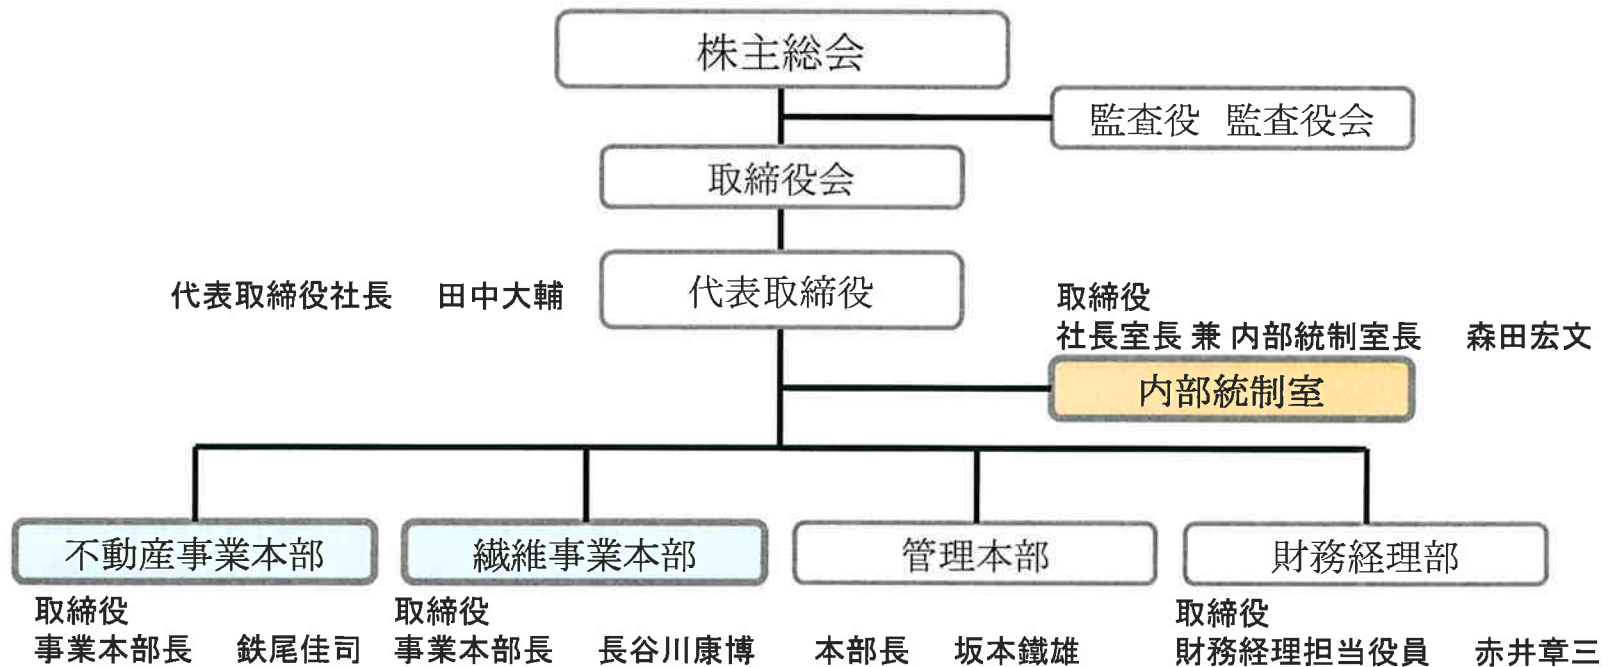 株主総会
監査役 監査役会
取締役会
代表取締役社長 田中大輔
代表取締役
取締役
社長室長 兼 内部統制室長 森田宏文
内部統制室
不動産事業本部
繊維事業本部
管理本部
財務経理部
取締役
事業本部長 鉄尾佳司
取締役
事業本部長 長谷川康博
本部長 坂本鐵雄
取締役
財務経理担当役員 赤井章三